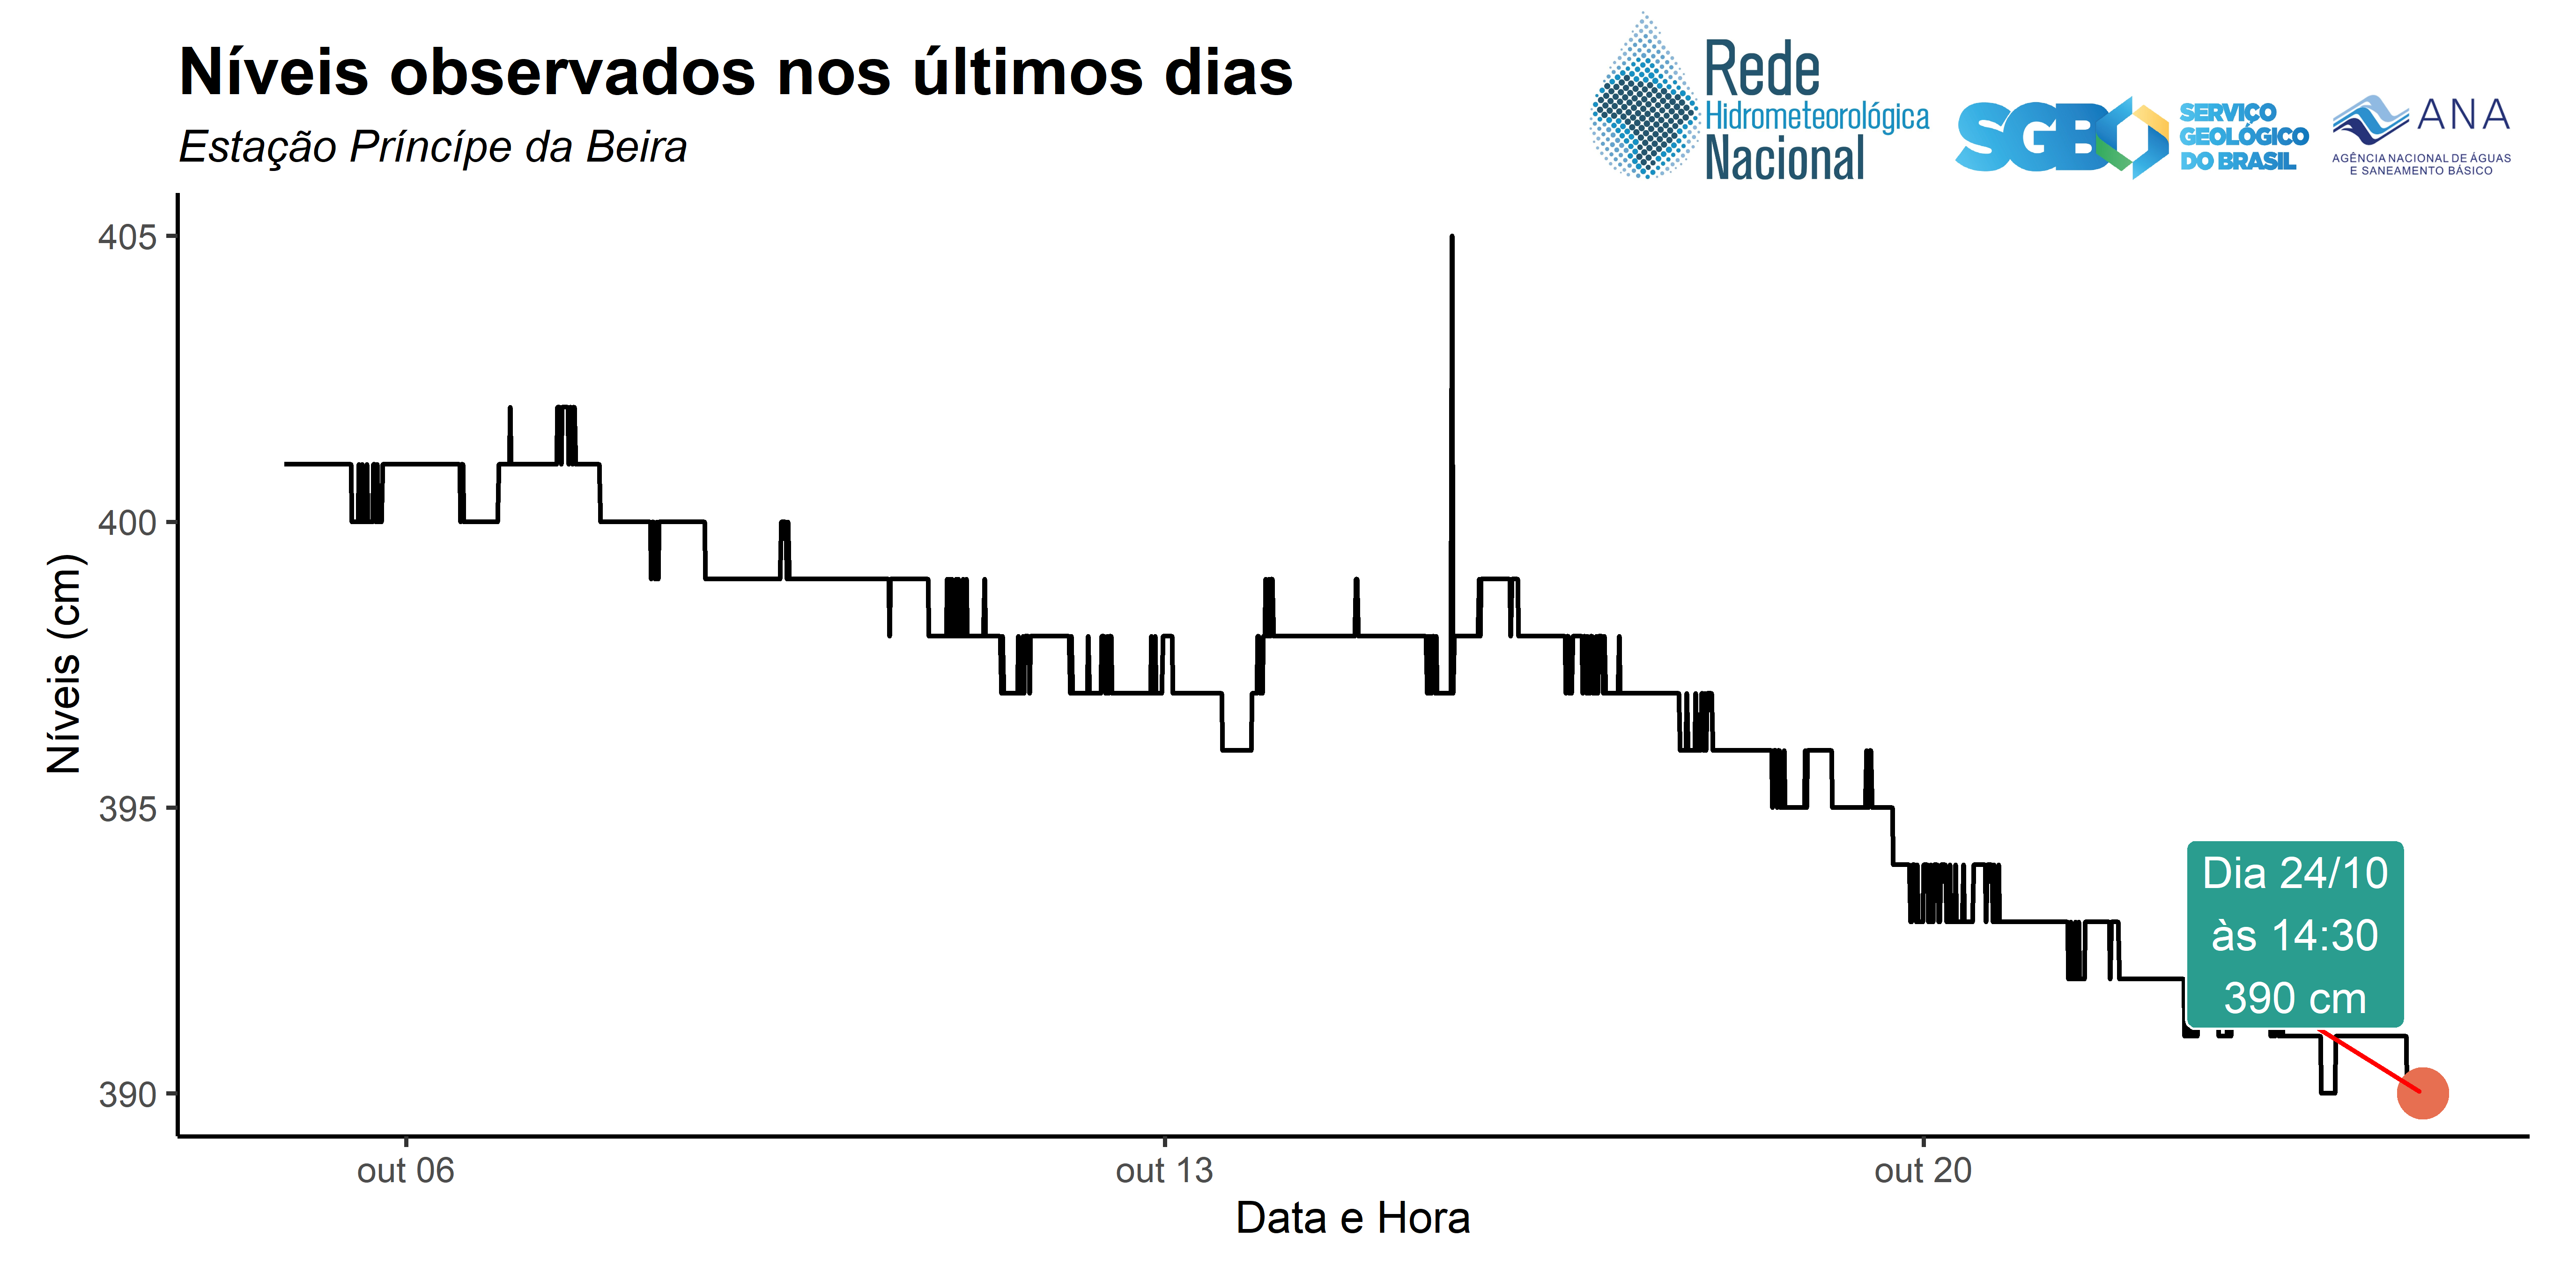 Níveis observados nos últimos dias
Estação Príncípe da Beira
Rede
Hidrometeorológica
Nacional
SGB
SERVIÇO
GEOLÓGICO
DO BRASIL
ANA
AGÊNCIA NACIONAL DE ÁGUAS
E SANEAMENTO BÁSICO
405
400
395
390
Níveis (cm)
Dia 24/10
às 14:30
390 cm
out 06
out 13
out 20
Data e Hora